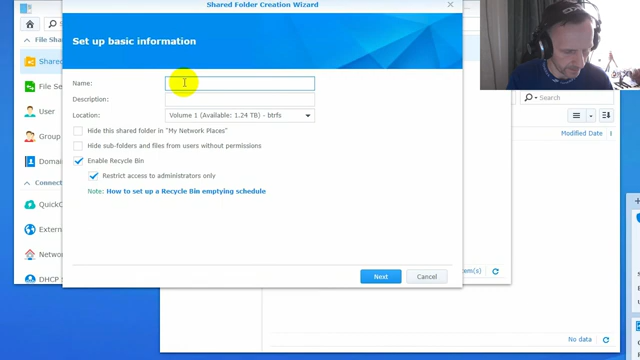 Shared Folder Creation Wizard
File Sha
Set up basic information
Shared
File Se
User
Group
Domai
Connec
QuickC
Networ
DHCP S
Name:
Description:
Location:
Volume 1 (Available: 1.24 TB) - btrfs
Hide this shared folder in "My Network Places"
Hide sub-folders and files from users without permissions
Enable Recycle Bin
Restrict access to administrators only
Note: How to set up a Recycle Bin emptying schedule
Next
Cancel
Search
Modified Date
em(s)
No data